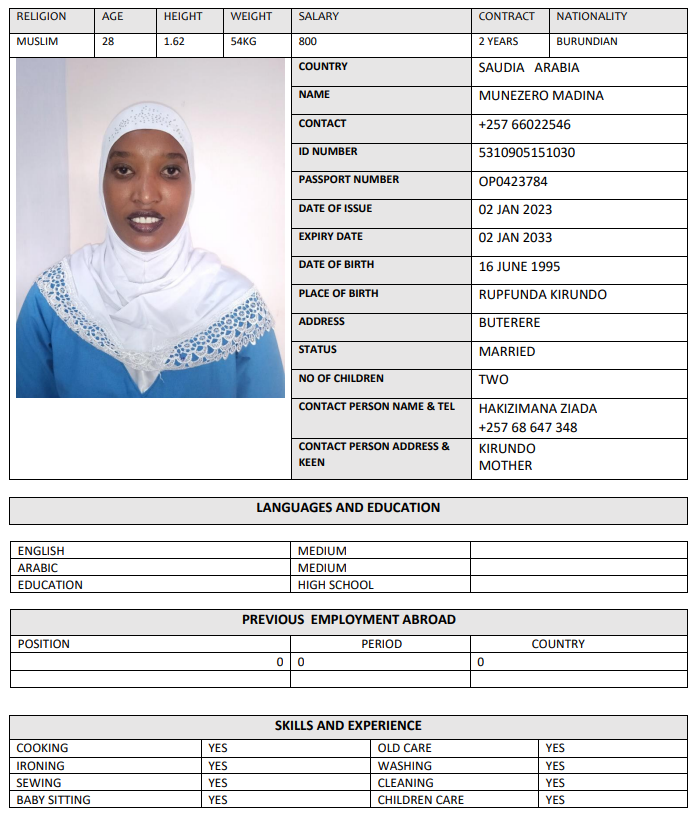 RELIGION AGE HEIGHT WEIGHT SALARY CONTRACT NATIONALITY
MUSLIM 28 1.62 54KG 800 2 YEARS BURUNDIAN
COUNTRY SAUDIA ARABIA
NAME MUNEZERO MADINA
CONTACT +257 66022546
ID NUMBER 5310905151030
PASSPORT NUMBER OP0423784
DATE OF ISSUE 02 JAN 2023
EXPIRY DATE 02 JAN 2033
DATE OF BIRTH 16 JUNE 1995
PLACE OF BIRTH RUPFUNDA KIRUNDO
ADDRESS BUTERERE
STATUS MARRIED
NO OF CHILDREN TWO
CONTACT PERSON NAME & TEL HAKIZIMANA ZIADA
+257 68 647 348
CONTACT PERSON ADDRESS & KIRUNDO
KEEN MOTHER
LANGUAGES AND EDUCATION
ENGLISH MEDIUM
ARABIC MEDIUM
EDUCATION HIGH SCHOOL
PREVIOUS EMPLOYMENT ABROAD
POSITION PERIOD COUNTRY
0 0 0
SKILLS AND EXPERIENCE
COOKING YES OLD CARE YES
IRONING YES WASHING YES
SEWING YES CLEANING YES
BABY SITTING YES CHILDREN CARE YES